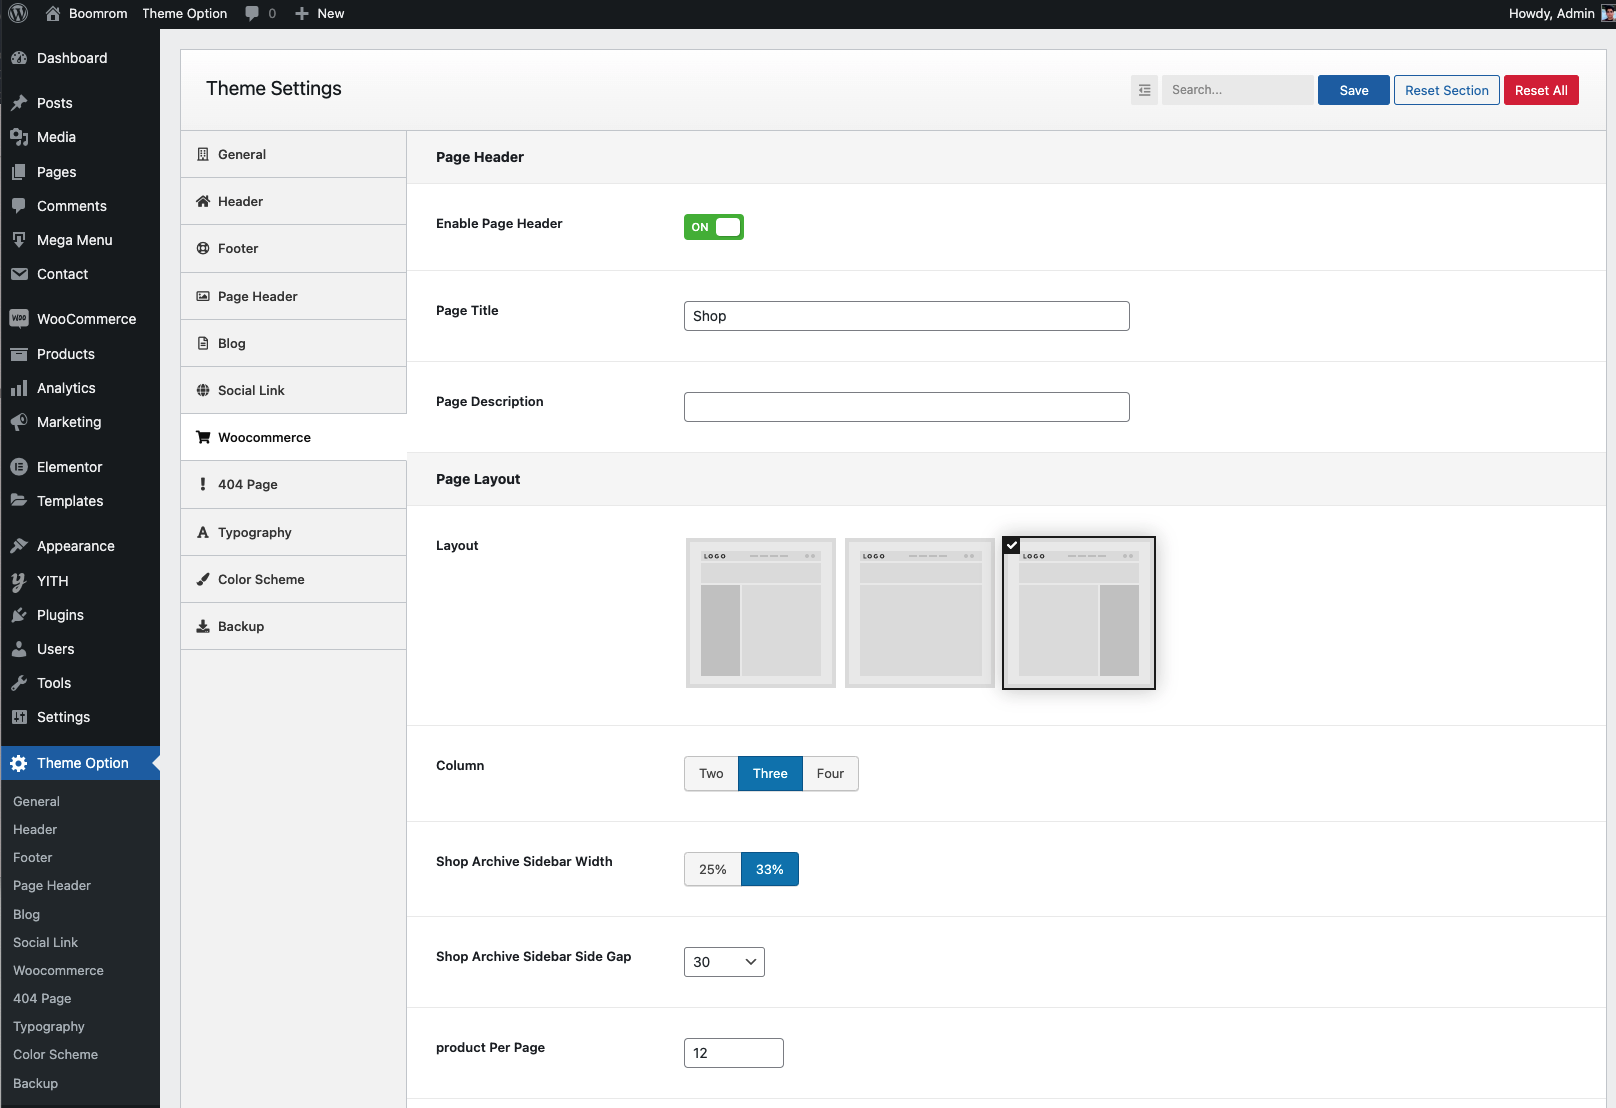 Boomrom Theme Option 0 New Howdy, Admin
Dashboard
Posts
Media
Pages
Comments
Mega Menu
Contact
WooCommerce
Products
Analytics
Marketing
Elementor
Templates
Appearance
YITH
Plugins
Users
Tools
Settings
Theme Option
General
Header
Footer
Page Header
Blog
Social Link
Woocommerce
404 Page
Typography
Color Scheme
Backup
Theme Settings
Search... Save Reset Section Reset All
General
Header
Footer
Page Header
Blog
Social Link
Woocommerce
404 Page
Typography
Color Scheme
Backup
Page Header
Enable Page Header ON
Page Title Shop
Page Description
Page Layout
Layout
LOGO LOGO LOGO
Column Two Three Four
Shop Archive Sidebar Width 25% 33%
Shop Archive Sidebar Side Gap 30
product Per Page 12